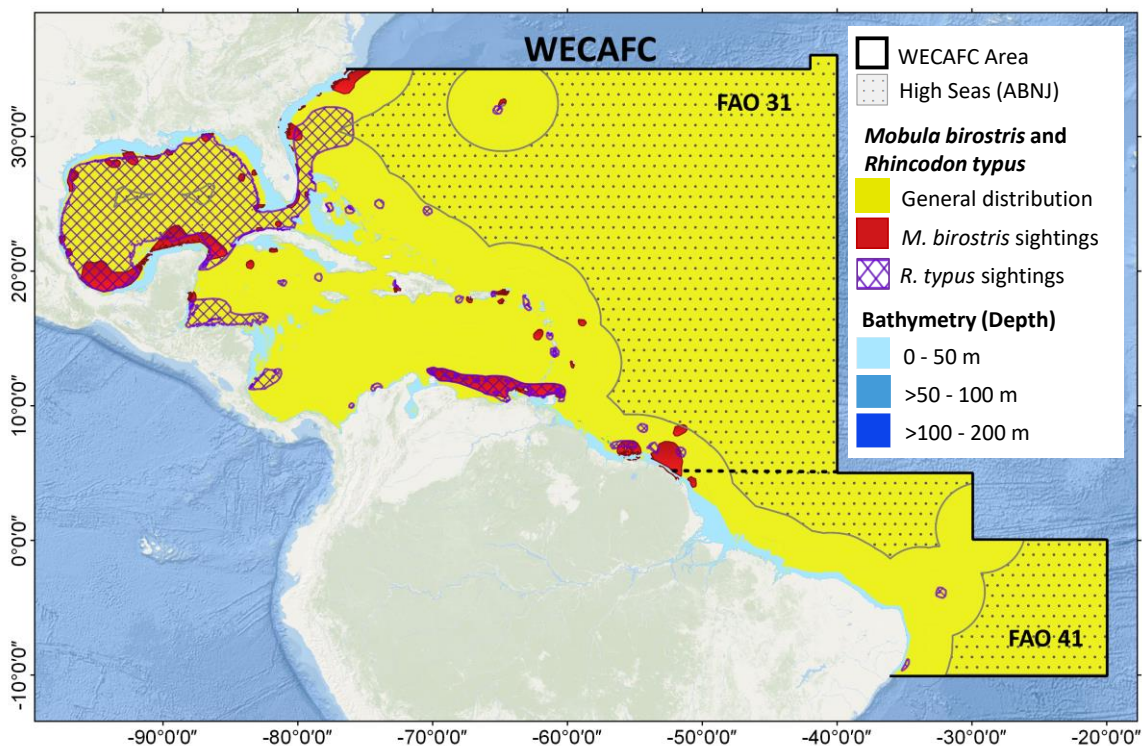 WECAFC
FAO 31
FAO 41
WECAFC Area
High Seas (ABNJ)
Mobula birostris and
Rhincodon typus
General distribution
M. birostris sightings
R. typus sightings
Bathymetry (Depth)
0 - 50 m
>50 - 100 m
>100 - 200 m
30°0'0"
20°0'0"
10°0'0"
0°0'0"
-10°0'0"
-90°0'0"
-80°0'0"
-70°0'0"
-60°0'0"
-50°0'0"
-40°0'0"
-30°0'0"
-20°0'0"